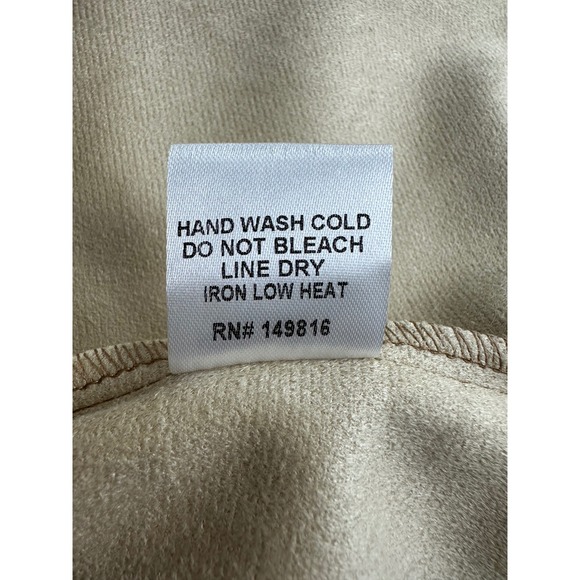 HAND WASH COLD
DO NOT BLEACH
LINE DRY
IRON LOW HEAT
RN# 149816